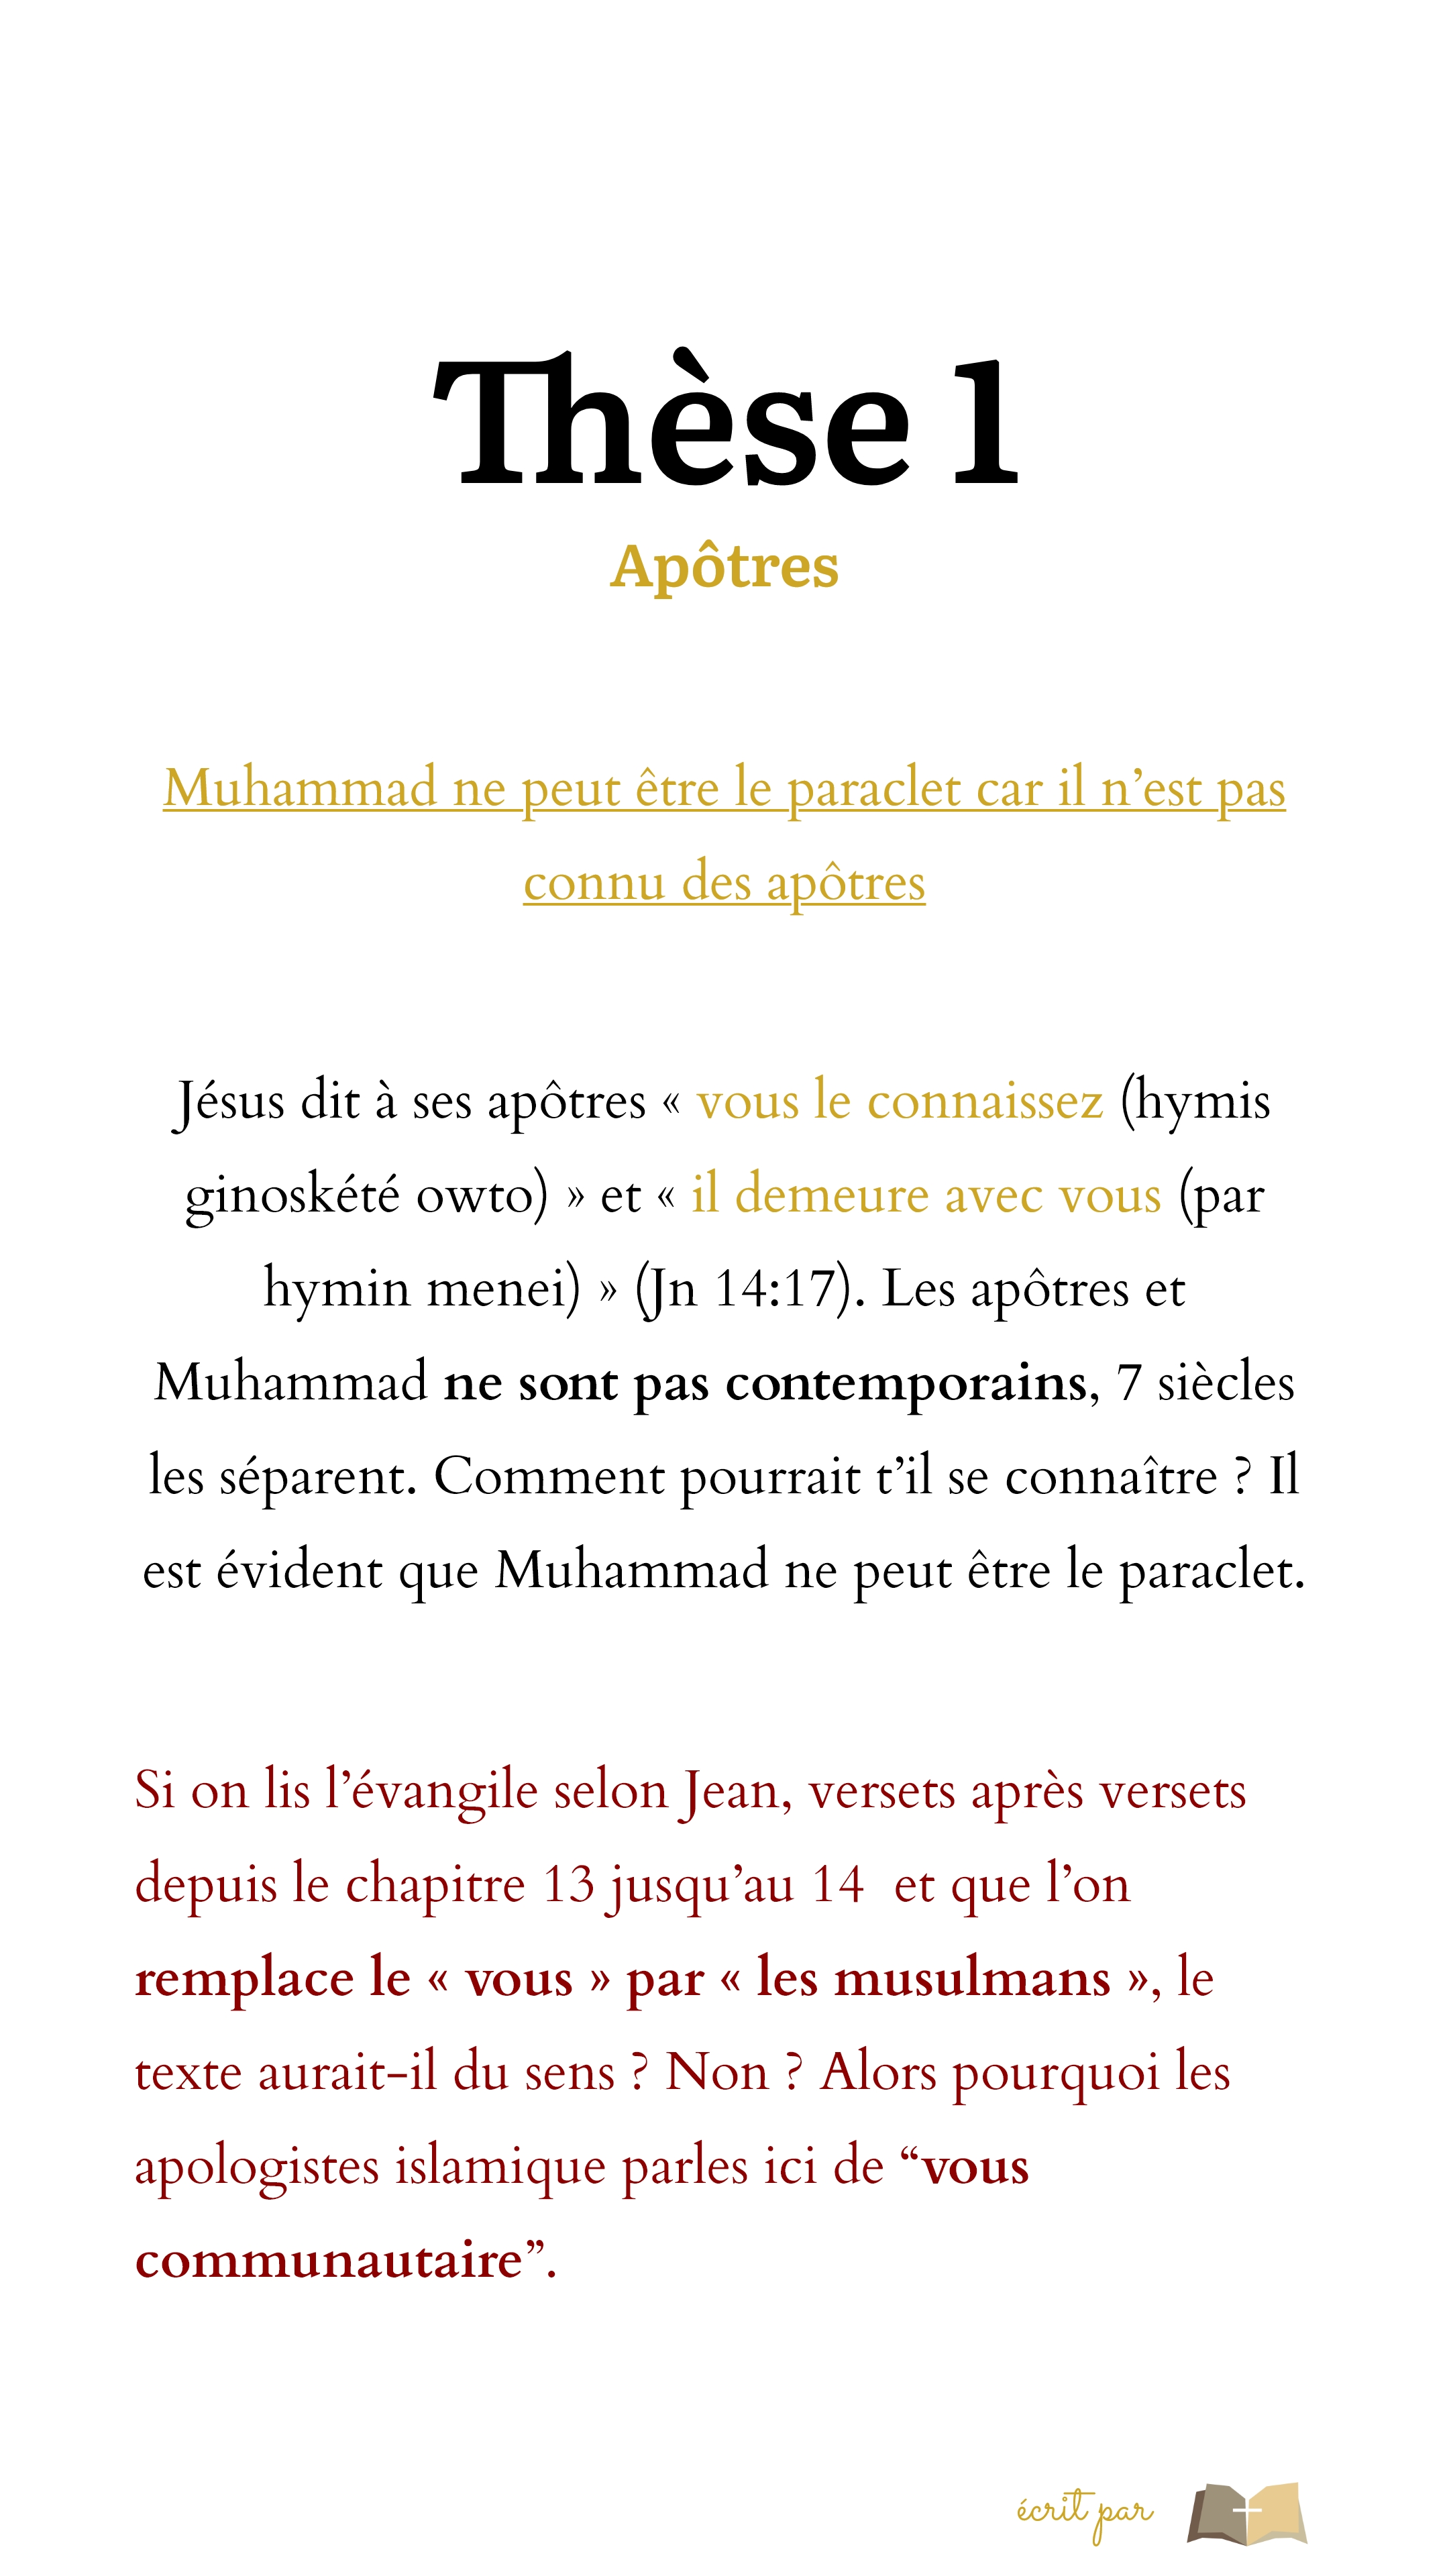 Thèse 1
Apôtres
Muhammad ne peut être le paraclet car il n’est pas
connu des apôtres
Jésus dit à ses apôtres « vous le connaissez (hymis
ginoskété owto) » et « il demeure avec vous (par
hymin menei) » (Jn 14:17). Les apôtres et
Muhammad ne sont pas contemporains, 7 siècles
les séparent. Comment pourrait t’il se connaître ? Il
est évident que Muhammad ne peut être le paraclet.
Si on lis l’évangile selon Jean, versets après versets
depuis le chapitre 13 jusqu’au 14  et que l’on
remplace le « vous » par « les musulmans », le
texte aurait-il du sens ? Non ? Alors pourquoi les
apologistes islamique parles ici de “vous
communautaire”.
écrit par